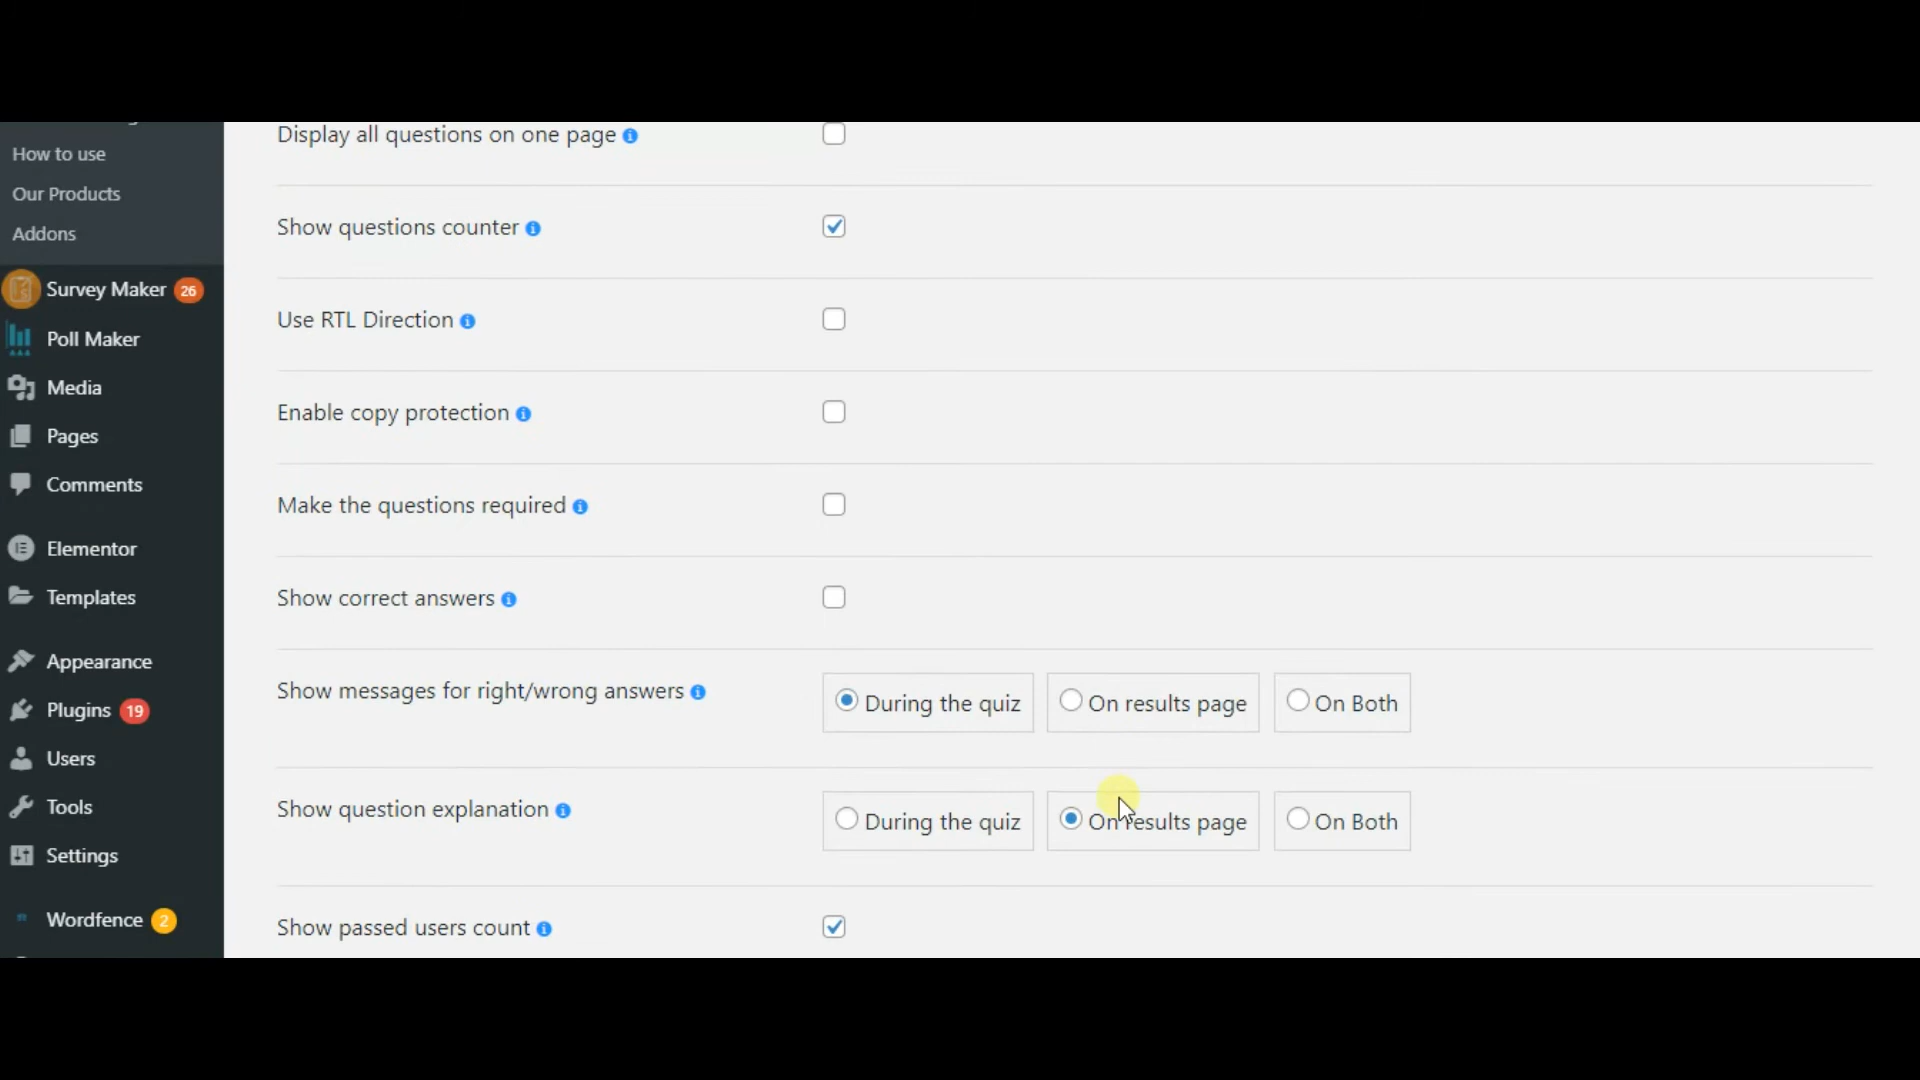 How to use
Our Products
Addons
Survey Maker 26
Poll Maker
Media
Pages
Comments
Elementor
Templates
Appearance
Plugins 19
Users
Tools
Settings
Wordfence 2
Display all questions on one page
Show questions counter
Use RTL Direction
Enable copy protection
Make the questions required
Show correct answers
Show messages for right/wrong answers During the quiz On results page On Both
Show question explanation During the quiz On results page On Both
Show passed users count